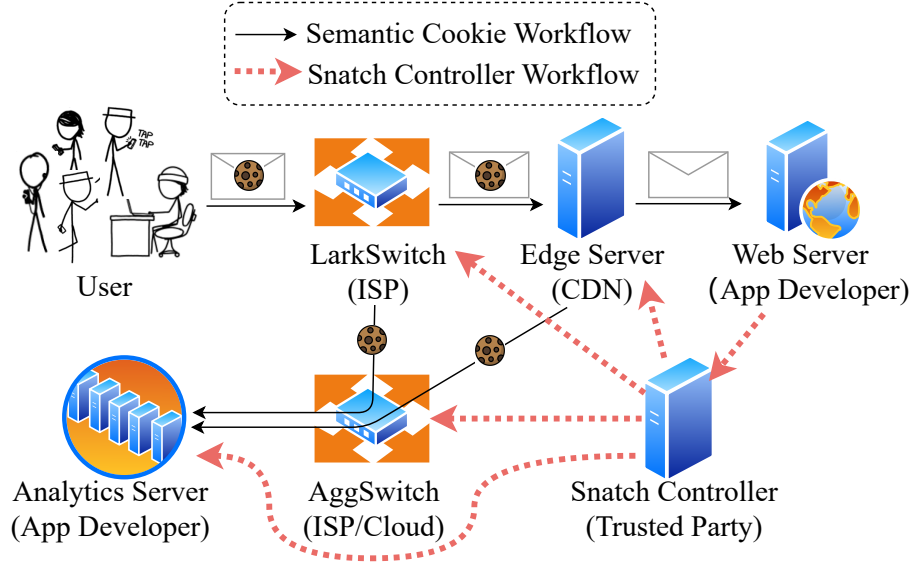 Semantic Cookie Workflow
Snatch Controller Workflow
TAP
TAP
User
LarkSwitch
(ISP)
Edge Server
(CDN)
Web Server
(App Developer)
Analytics Server
(App Developer)
AggSwitch
(ISP/Cloud)
Snatch Controller
(Trusted Party)